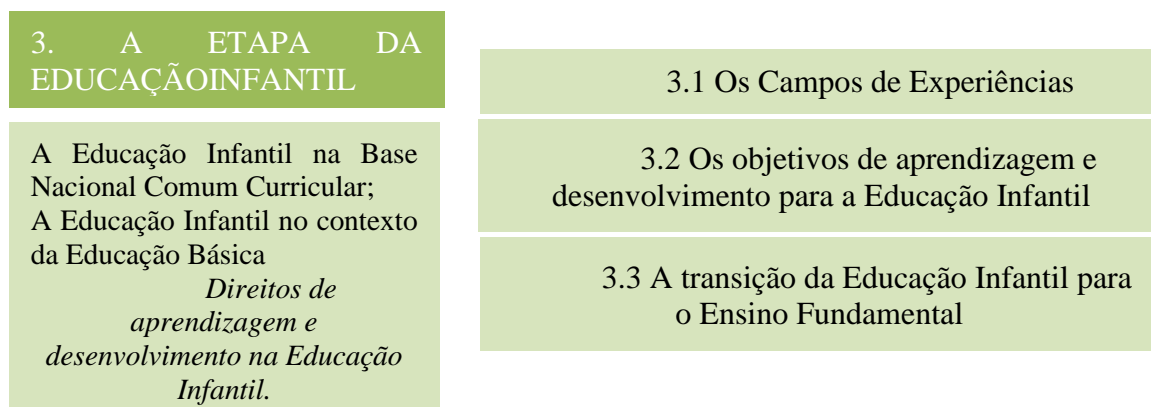 3. A ETAPA DA
EDUCAÇÃOINFANTIL
A Educação Infantil na Base
Nacional Comum Curricular;
A Educação Infantil no contexto
da Educação Básica
Direitos de
aprendizagem e
desenvolvimento na Educação
Infantil.
3.1 Os Campos de Experiências
3.2 Os objetivos de aprendizagem e
desenvolvimento para a Educação Infantil
3.3 A transição da Educação Infantil para
o Ensino Fundamental